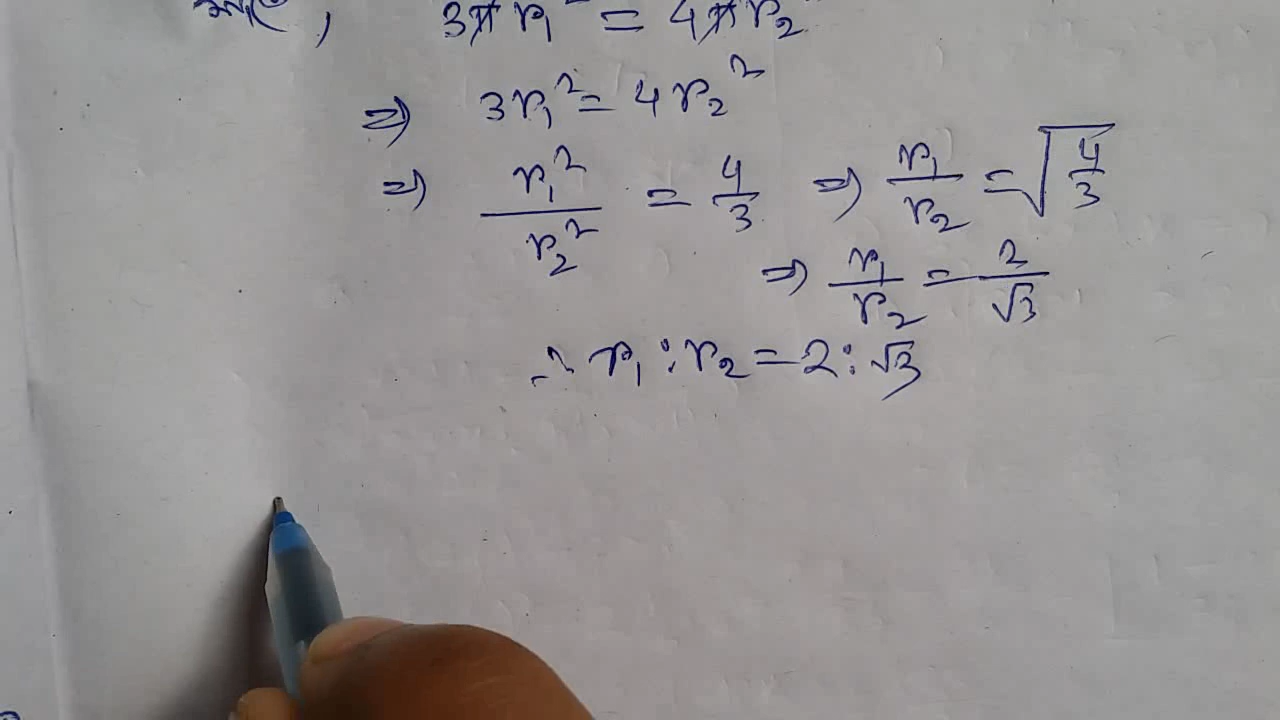 3π r₁² = 4π r₂
⇒ 3r₁² = 4r₂²
⇒ r₁²/r₂² = 4/3 ⇒ r₁/r₂ = √(4/3)
⇒ r₁/r₂ = 2/√3
∴ r₁ : r₂ = 2 : √3